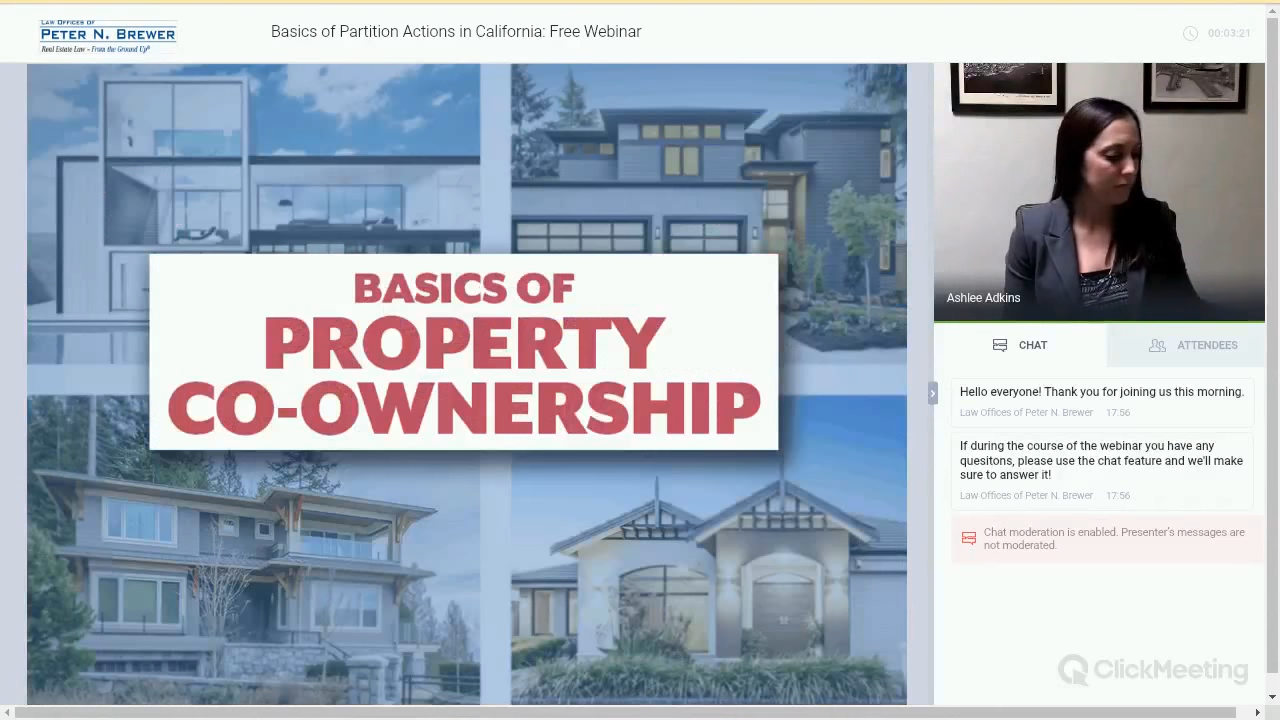 LAW OFFICES OF
PETER N. BREWER
Real Estate Law – From the Ground Up®
Basics of Partition Actions in California: Free Webinar
00:03:21
BASICS OF
PROPERTY
CO-OWNERSHIP
Ashlee Adkins
CHAT
ATTENDEES
Hello everyone! Thank you for joining us this morning.
Law Offices of Peter N. Brewer 17:56
If during the course of the webinar you have any
quesitons, please use the chat feature and we'll make
sure to answer it!
Law Offices of Peter N. Brewer 17:56
Chat moderation is enabled. Presenter's messages are
not moderated.
ClickMeeting